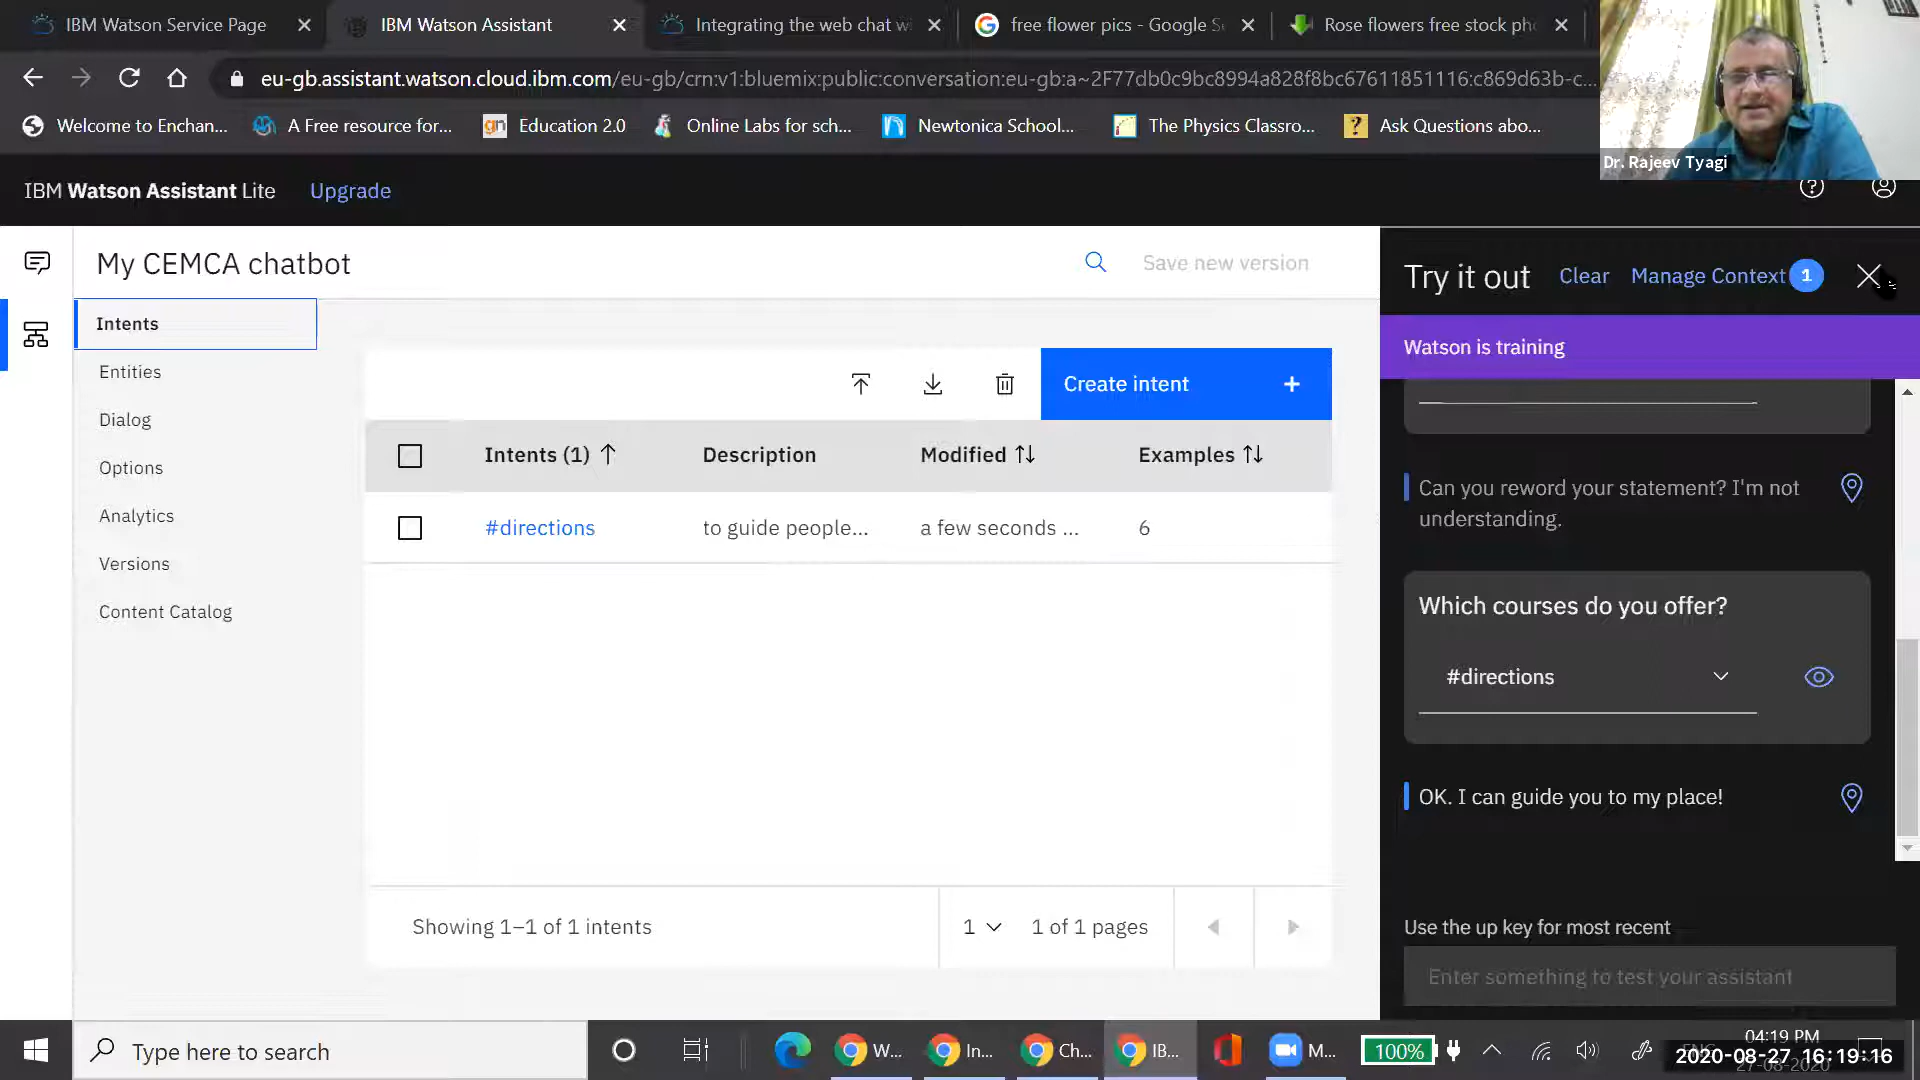 IBM Watson Service Page
IBM Watson Assistant
Integrating the web chat wi
free flower pics - Google Se
Rose flowers free stock pho
eu-gb.assistant.watson.cloud.ibm.com/eu-gb/crn:v1:bluemix:public:conversation:eu-gb:a~2F77db0c9bc8994a828f8bc67611851116:c869d63b-c...
Welcome to Enchan...
A Free resource for...
gn
Education 2.0
Online Labs for sch...
Newtonica School...
The Physics Classro...
Ask Questions abo...
Dr. Rajeev Tyagi
IBM Watson Assistant Lite
Upgrade
My CEMCA chatbot
Save new version
Try it out
Clear
Manage Context 1
Watson is training
Intents
Entities
Dialog
Options
Analytics
Versions
Content Catalog
Create intent +
Intents (1)
Description
Modified
Examples
#directions
to guide people...
a few seconds ...
6
Showing 1–1 of 1 intents
1
1 of 1 pages
Can you reword your statement? I'm not
understanding.
Which courses do you offer?
#directions
OK. I can guide you to my place!
Use the up key for most recent
Enter something to test your assistant
Type here to search
W...
In...
Ch...
IB...
M...
100%
04:19 PM
2020-08-27 16:19:16
27-08-2020